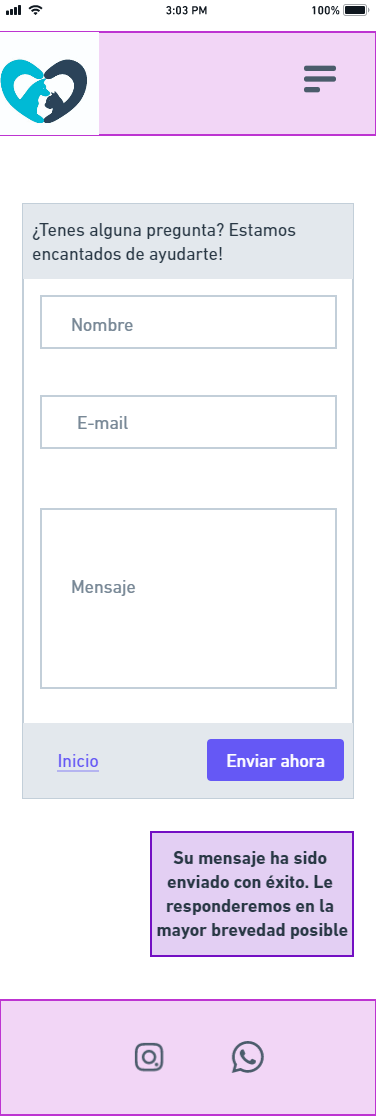 3:03 PM
100%
¿Tenes alguna pregunta? Estamos
encantados de ayudarte!
Nombre
E-mail
Mensaje
Inicio
Enviar ahora
Su mensaje ha sido
enviado con éxito. Le
responderemos en la
mayor brevedad posible